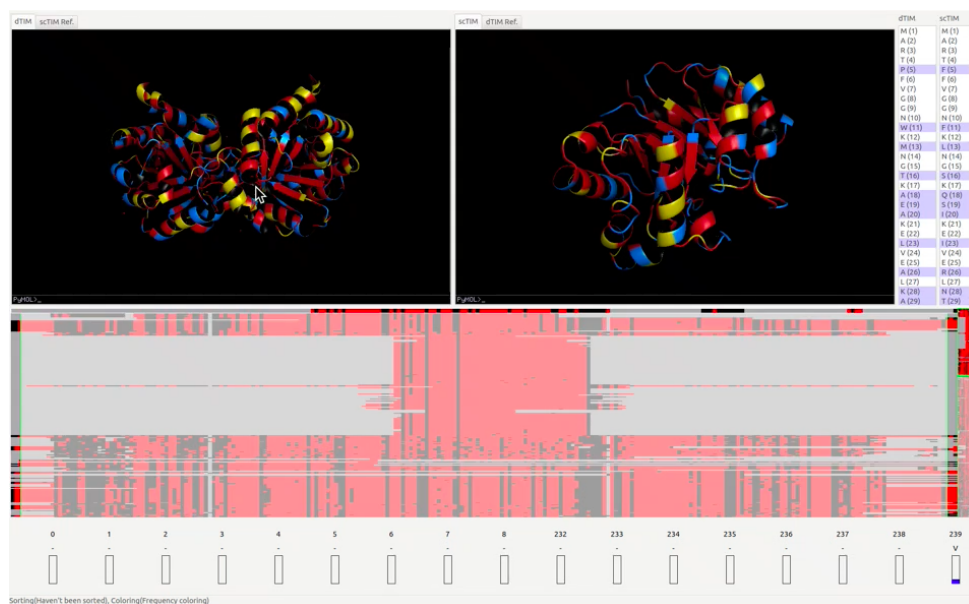 dTIM scTIM Ref. scTIM dTIM Ref. dTIM scTIM
M (1) M (1)
A (2) A (2)
R (3) R (3)
T (4) T (4)
P (5) F (5)
F (6) F (6)
V (7) V (7)
G (8) G (8)
G (9) G (9)
N (10) N (10)
W (11) F (11)
K (12) K (12)
M (13) L (13)
N (14) N (14)
G (15) G (15)
T (16) S (16)
K (17) K (17)
A (18) Q (18)
E (19) S (19)
A (20) I (20)
K (21) K (21)
E (22) E (22)
L (23) I (23)
V (24) V (24)
E (25) E (25)
A (26) R (26)
L (27) L (27)
K (28) N (28)
A (29) T (29)
PyMOL>_ PyMOL>_
0 1 2 3 4 5 6 7 8 232 233 234 235 236 237 238 239
- - - - - - - - - - - - - - - - V
Sorting(Haven't been sorted), Coloring(Frequency coloring)